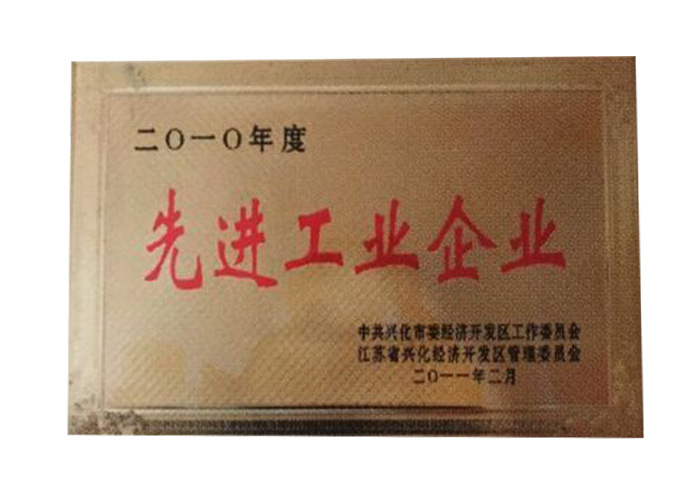 二〇一〇年度
先进工业企业
中共兴化市委经济开发区工作委员会
江苏省兴化经济开发区管理委员会
二〇一一年二月